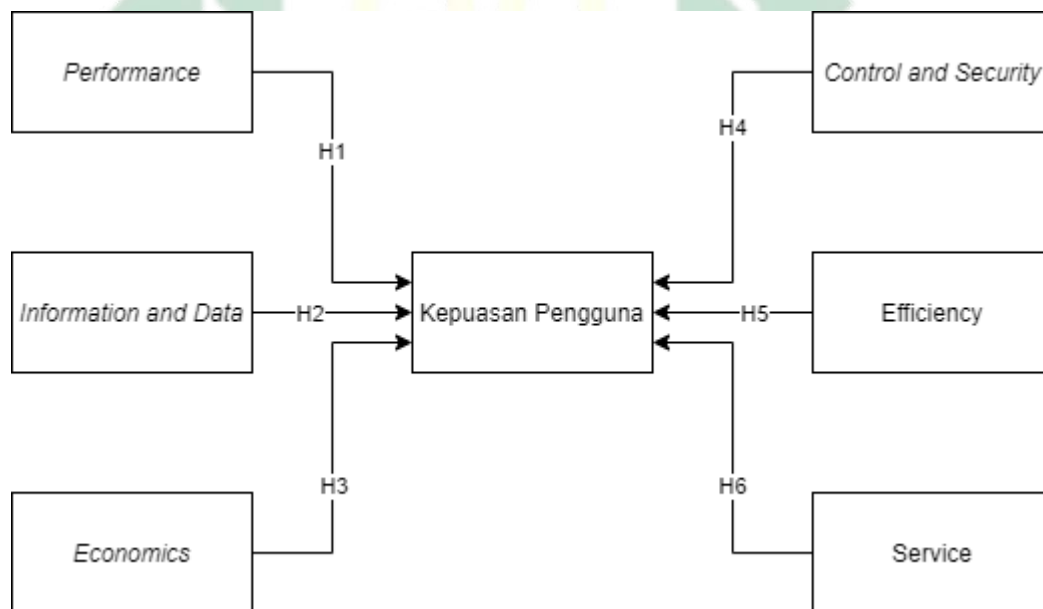 Performance
Control and Security
H1
H4
Information and Data
H2
Kepuasan Pengguna
H5
Efficiency
H3
H6
Economics
Service